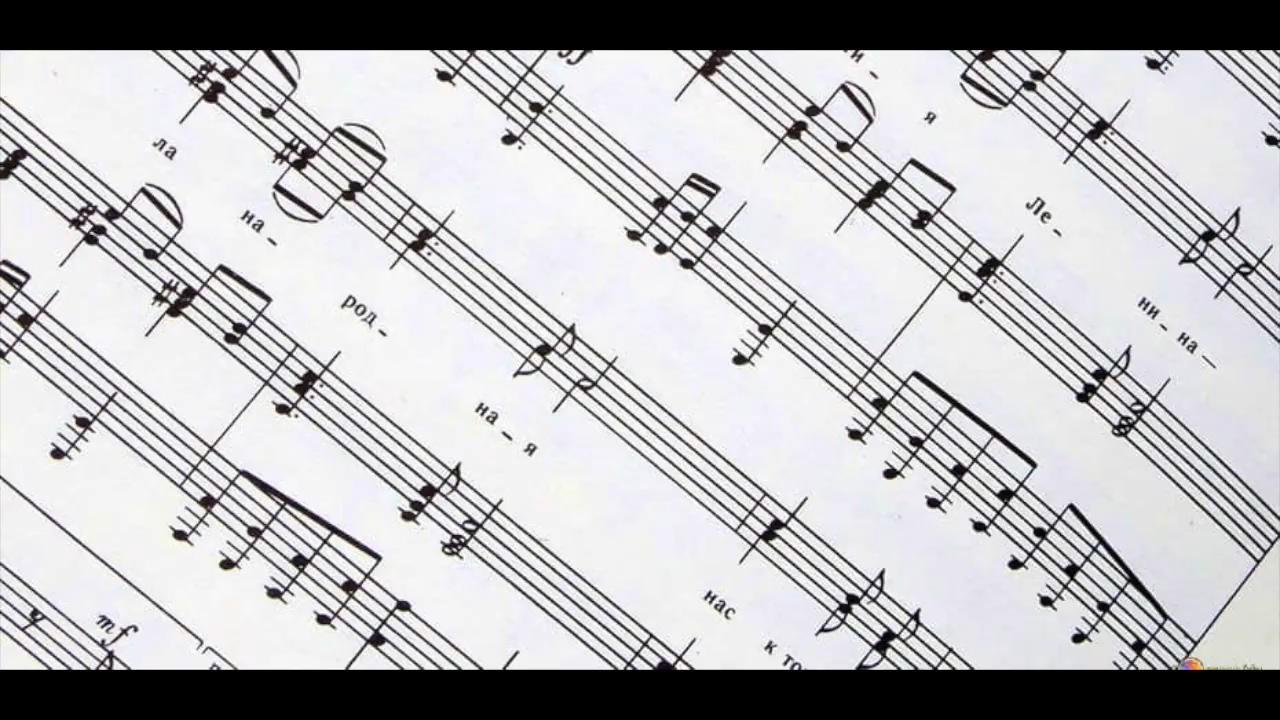 я Ле - ни - на —
ла на - род - на - я нас к
mf